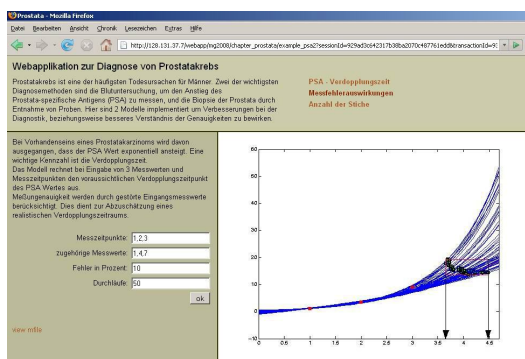 Prostata - Mozilla Firefox
Datei Bearbeiten Ansicht Chronik Lesezeichen Extras Hilfe
Webapplikation zur Diagnose von Prostatakrebs
Prostatakrebs ist eine der häufigsten Todesursachen für Männer. Zwei der wichtigsten
Diagnosemethoden sind die Blutuntersuchung, um den Anstieg des
Prostata-spezifische Antigens (PSA) zu messen, und die Biopsie der Prostata durch
Entnahme von Proben. Hier sind 2 Modelle implementiert um Verbesserungen bei der
Diagnostik, beziehungsweise besseres Verständnis der Genauigkeiten zu bewirken.
PSA - Verdopplungszeit
Messfehlerauswirkungen
Anzahl der Stiche
Bei Vorhandenseins eines Prostatakarzinoms wird davon
ausgegangen, dass der PSA Wert exponentiell ansteigt. Eine
wichtige Kennzahl ist die Verdopplungszeit.
Das Modell rechnet bei Eingabe von 3 Messwerten und
Messzeitpunkten den voraussichtlichen Verdopplungszeitpunkt
des PSA Wertes aus.
Meßungenauigkeit werden durch gestörte Eingangsmesswerte
berücksichtigt. Dies dient zur Abzuschätzung eines
realistischen Verdopplungszeitraums.
Messzeitpunkte: 1,2,3
zugehörige Messwerte: 1,4,7
Fehler in Prozent: 10
Durchläufe: 50
ok
view mfile
60
50
40
30
20
10
0
-10
0 0.5 1 1.5 2 2.5 3 3.5 4 4.5